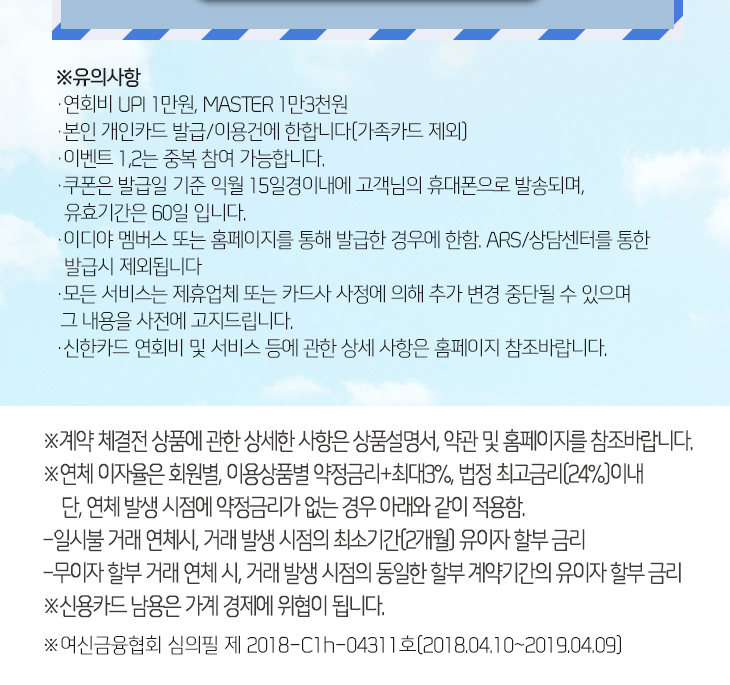 ※유의사항
·연회비 UPI 1만원, MASTER 1만3천원
·본인 개인카드 발급/이용건에 한합니다(가족카드 제외)
·이벤트 1,2는 중복 참여 가능합니다.
·쿠폰은 발급일 기준 익월 15일경이내에 고객님의 휴대폰으로 발송되며,
유효기간은 60일 입니다.
·이디야 멤버스 또는 홈페이지를 통해 발급한 경우에 한함. ARS/상담센터를 통한
발급시 제외됩니다
·모든 서비스는 제휴업체 또는 카드사 사정에 의해 추가 변경 중단될 수 있으며
그 내용을 사전에 고지드립니다.
·신한카드 연회비 및 서비스 등에 관한 상세 사항은 홈페이지 참조바랍니다.
※계약 체결전 상품에 관한 상세한 사항은 상품설명서, 약관 및 홈페이지를 참조바랍니다.
※연체 이자율은 회원별, 이용상품별 약정금리+최대3%, 법정 최고금리(24%)이내
단, 연체 발생 시점에 약정금리가 없는 경우 아래와 같이 적용함.
-일시불 거래 연체시, 거래 발생 시점의 최소기간(2개월) 유이자 할부 금리
-무이자 할부 거래 연체 시, 거래 발생 시점의 동일한 할부 계약기간의 유이자 할부 금리
※신용카드 남용은 가계 경제에 위협이 됩니다.
※여신금융협회 심의필 제 2018-C1h-04311호(2018.04.10~2019.04.09)